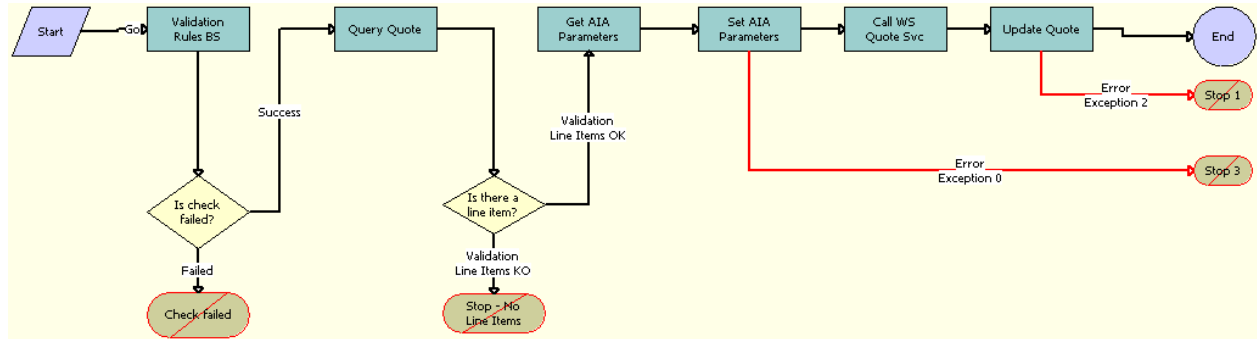 Start
Go
Validation
Rules BS
Query Quote
Get AIA
Parameters
Set AIA
Parameters
Call WS
Quote Svc
Update Quote
End
Error
Exception 2
Stop 1
Success
Validation
Line Items OK
Error
Exception 0
Stop 3
Is check
failed?
Is there a
line item?
Failed
Validation
Line Items KO
Check failed
Stop - No
Line Items